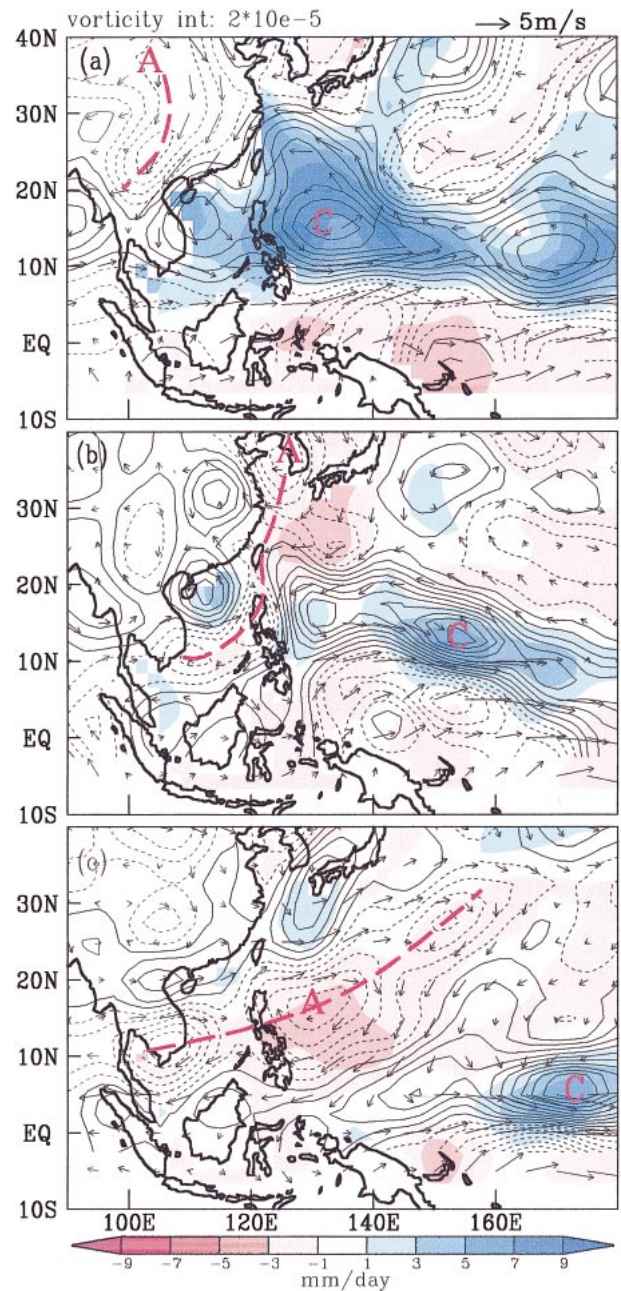 vorticity int: 2*10e-5 → 5m/s
40N
(a)
A
30N
20N
C
10N
EQ
10S
(b)
A
30N
20N
C
10N
EQ
10S
(c)
30N
20N
A
10N
C
EQ
10S
100E 120E 140E 160E
-9 -7 -5 -3 -1 1 3 5 7 9
mm/day